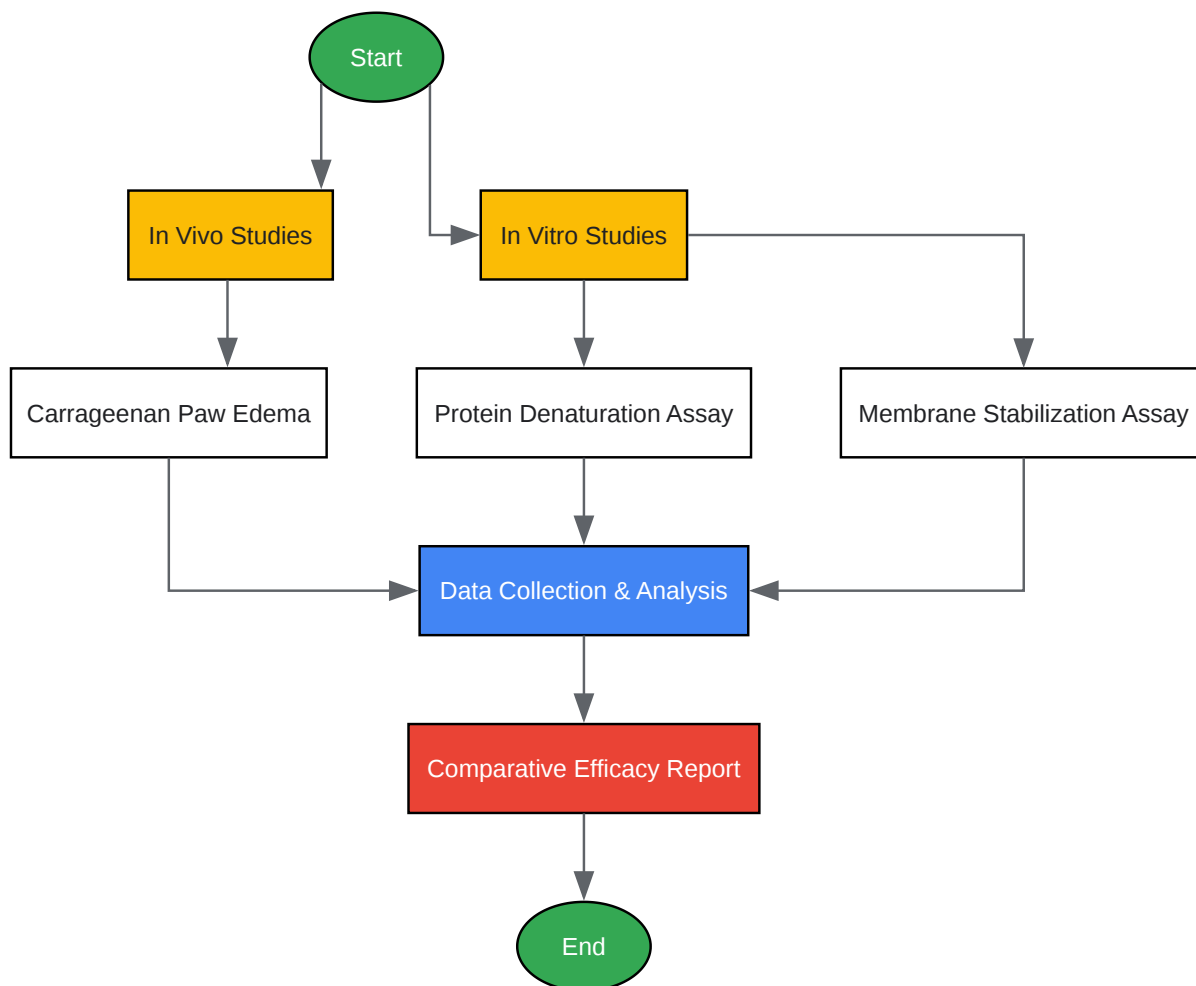 Start
In Vivo Studies
In Vitro Studies
Carrageenan Paw Edema
Protein Denaturation Assay
Membrane Stabilization Assay
Data Collection & Analysis
Comparative Efficacy Report
End